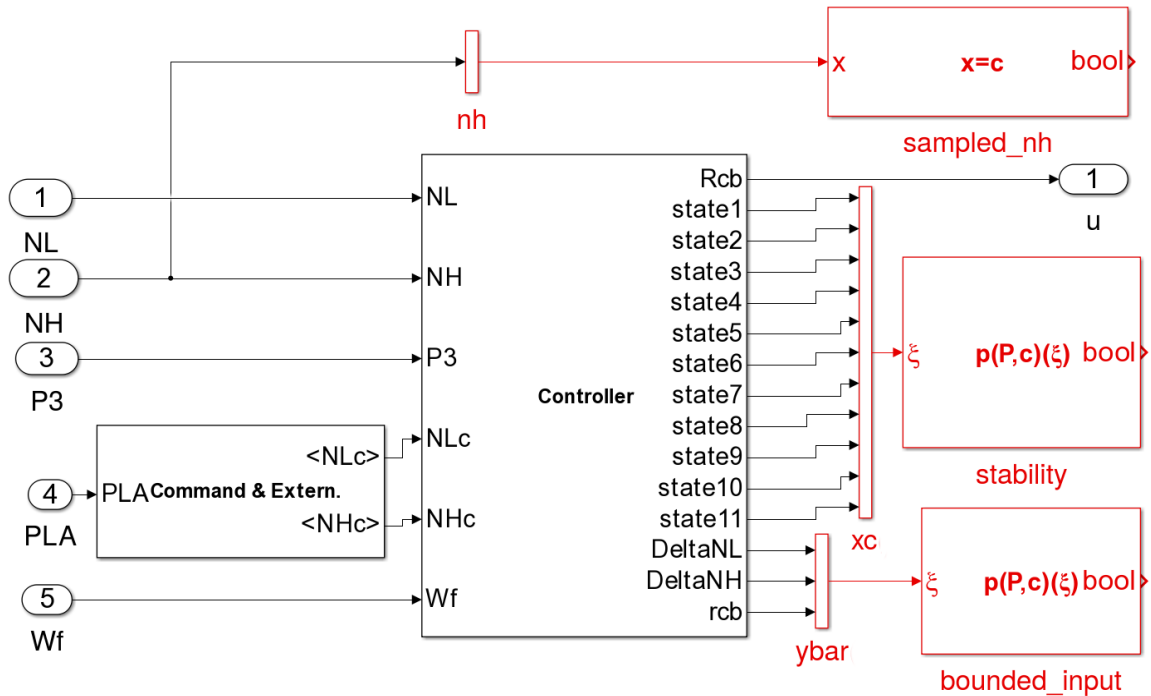 x
x=c
bool
nh
sampled_nh
1
NL
NL
Rcb
1
u
state1
state2
2
NH
NH
state3
state4
3
P3
P3
state5
state6
ξ
p(P,c)(ξ)
bool
stability
Controller
state7
state8
<NLc>
NLc
state9
4
PLA
PLA
Command & Extern.
state10
<NHc>
NHc
state11
xc
DeltaNL
DeltaNH
5
Wf
Wf
rcb
ybar
ξ
p(P,c)(ξ)
bool
bounded_input